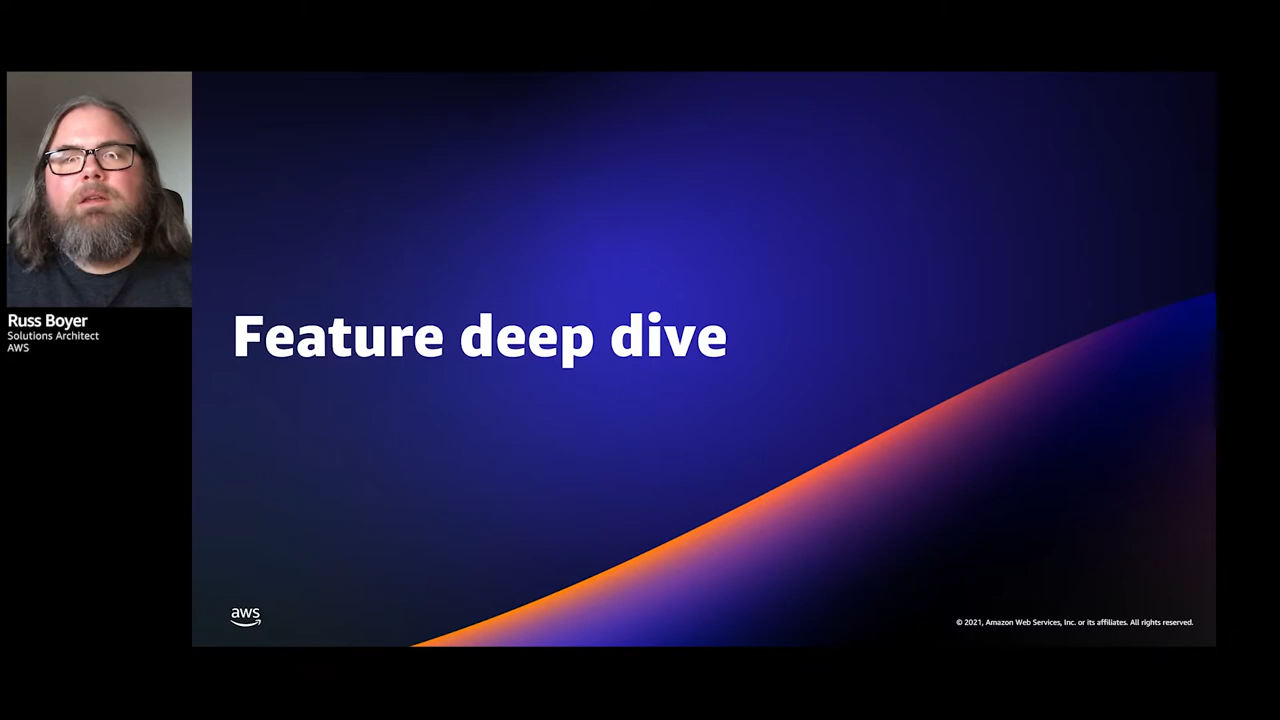 Russ Boyer
Solutions Architect
AWS
Feature deep dive
aws
© 2021, Amazon Web Services, Inc. or its affiliates. All rights reserved.